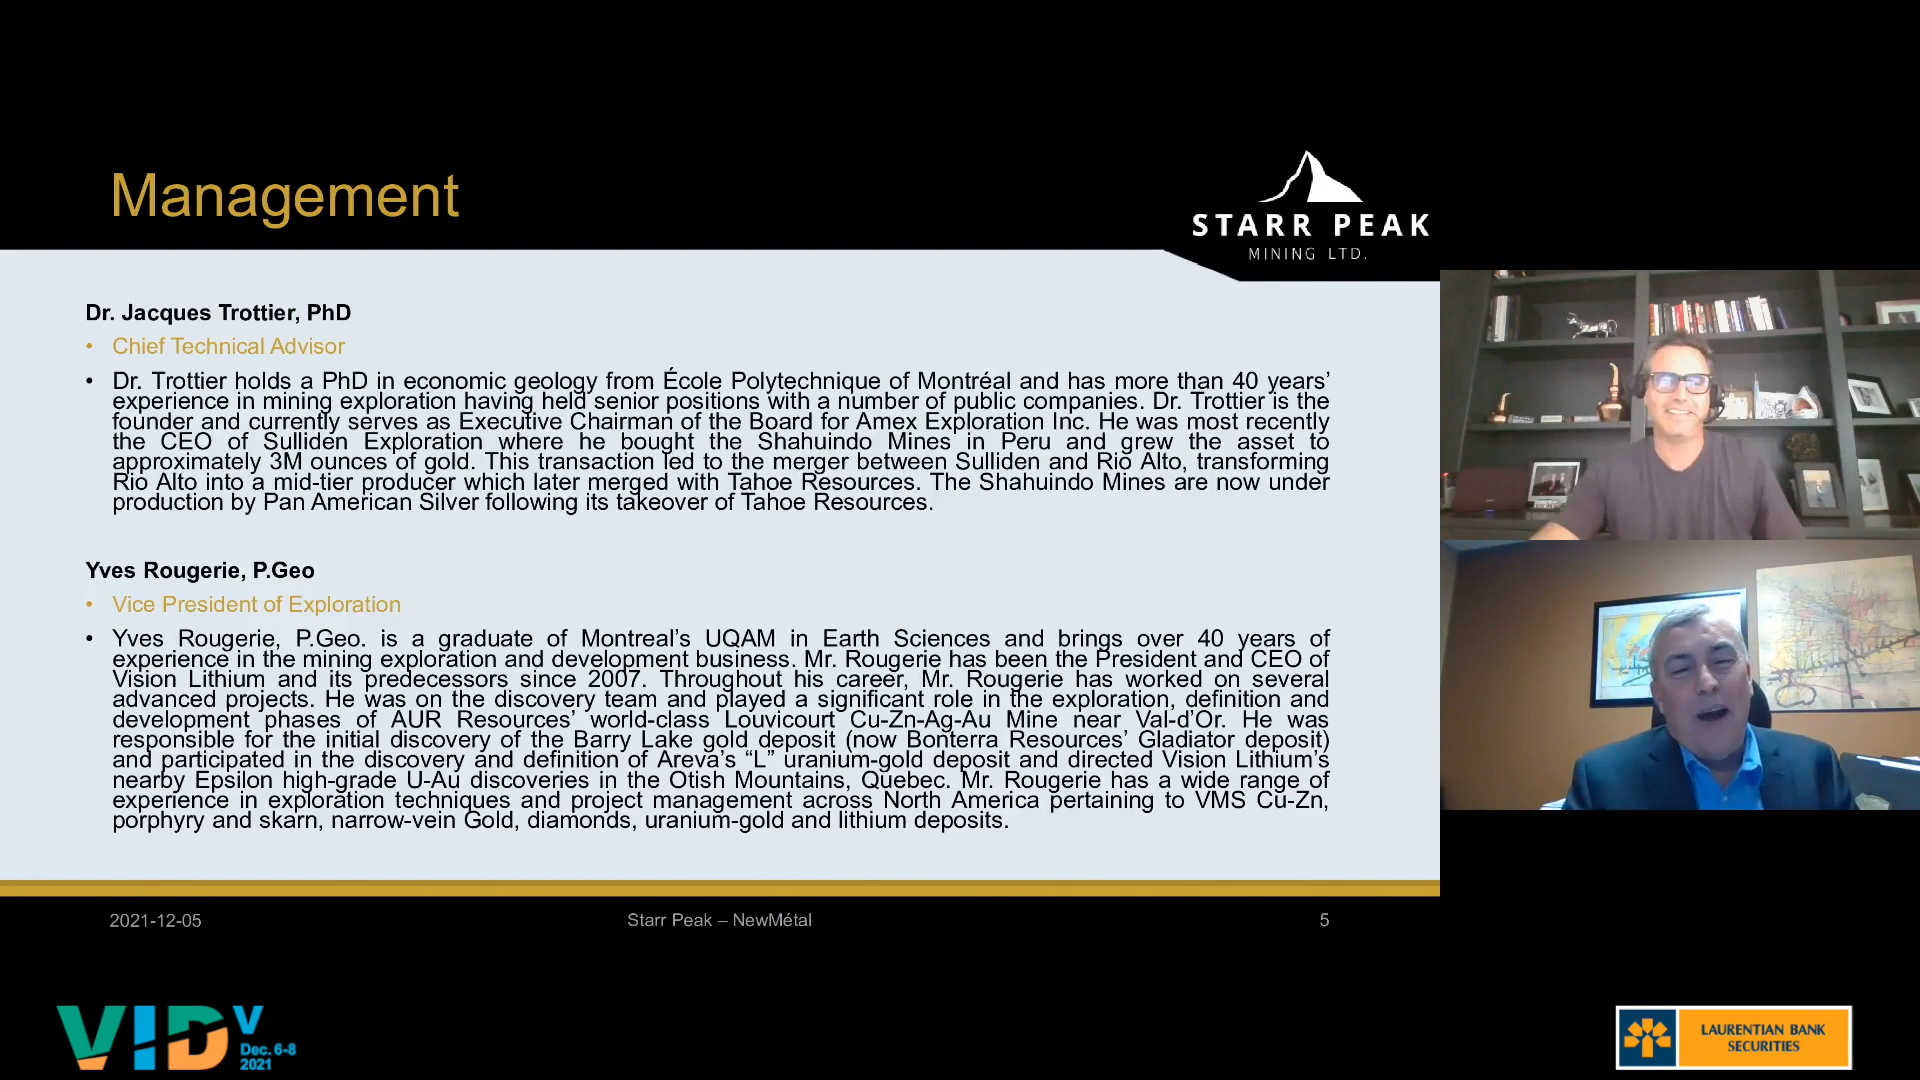 Management
STARR PEAK
MINING LTD.
Dr. Jacques Trottier, PhD
• Chief Technical Advisor
• Dr. Trottier holds a PhD in economic geology from École Polytechnique of Montréal and has more than 40 years’
experience in mining exploration having held senior positions with a number of public companies. Dr. Trottier is the
founder and currently serves as Executive Chairman of the Board for Amex Exploration Inc. He was most recently
the CEO of Sulliden Exploration where he bought the Shahuindo Mines in Peru and grew the asset to
approximately 3M ounces of gold. This transaction led to the merger between Sulliden and Rio Alto, transforming
Rio Alto into a mid-tier producer which later merged with Tahoe Resources. The Shahuindo Mines are now under
production by Pan American Silver following its takeover of Tahoe Resources.
Yves Rougerie, P.Geo
• Vice President of Exploration
• Yves Rougerie, P.Geo. is a graduate of Montreal’s UQAM in Earth Sciences and brings over 40 years of
experience in the mining exploration and development business. Mr. Rougerie has been the President and CEO of
Vision Lithium and its predecessors since 2007. Throughout his career, Mr. Rougerie has worked on several
advanced projects. He was on the discovery team and played a significant role in the exploration, definition and
development phases of AUR Resources’ world-class Louvicourt Cu-Zn-Ag-Au Mine near Val-d’Or. He was
responsible for the initial discovery of the Barry Lake gold deposit (now Bonterra Resources’ Gladiator deposit)
and participated in the discovery and definition of Areva’s “L” uranium-gold deposit and directed Vision Lithium’s
nearby Epsilon high-grade U-Au discoveries in the Otish Mountains, Quebec. Mr. Rougerie has a wide range of
experience in exploration techniques and project management across North America pertaining to VMS Cu-Zn,
porphyry and skarn, narrow-vein Gold, diamonds, uranium-gold and lithium deposits.
2021-12-05
Starr Peak – NewMétal
5
VID V
Dec. 6-8
2021
LAURENTIAN BANK
SECURITIES